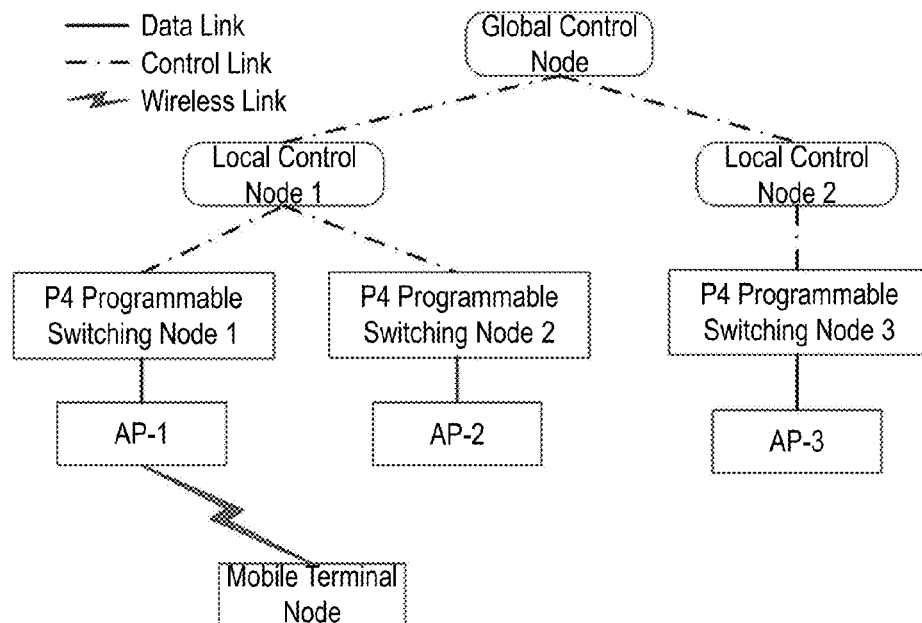 Data Link
Control Link
Wireless Link
Global Control
Node
Local Control
Node 1
Local Control
Node 2
P4 Programmable
Switching Node 1
P4 Programmable
Switching Node 2
P4 Programmable
Switching Node 3
AP-1
AP-2
AP-3
Mobile Terminal
Node